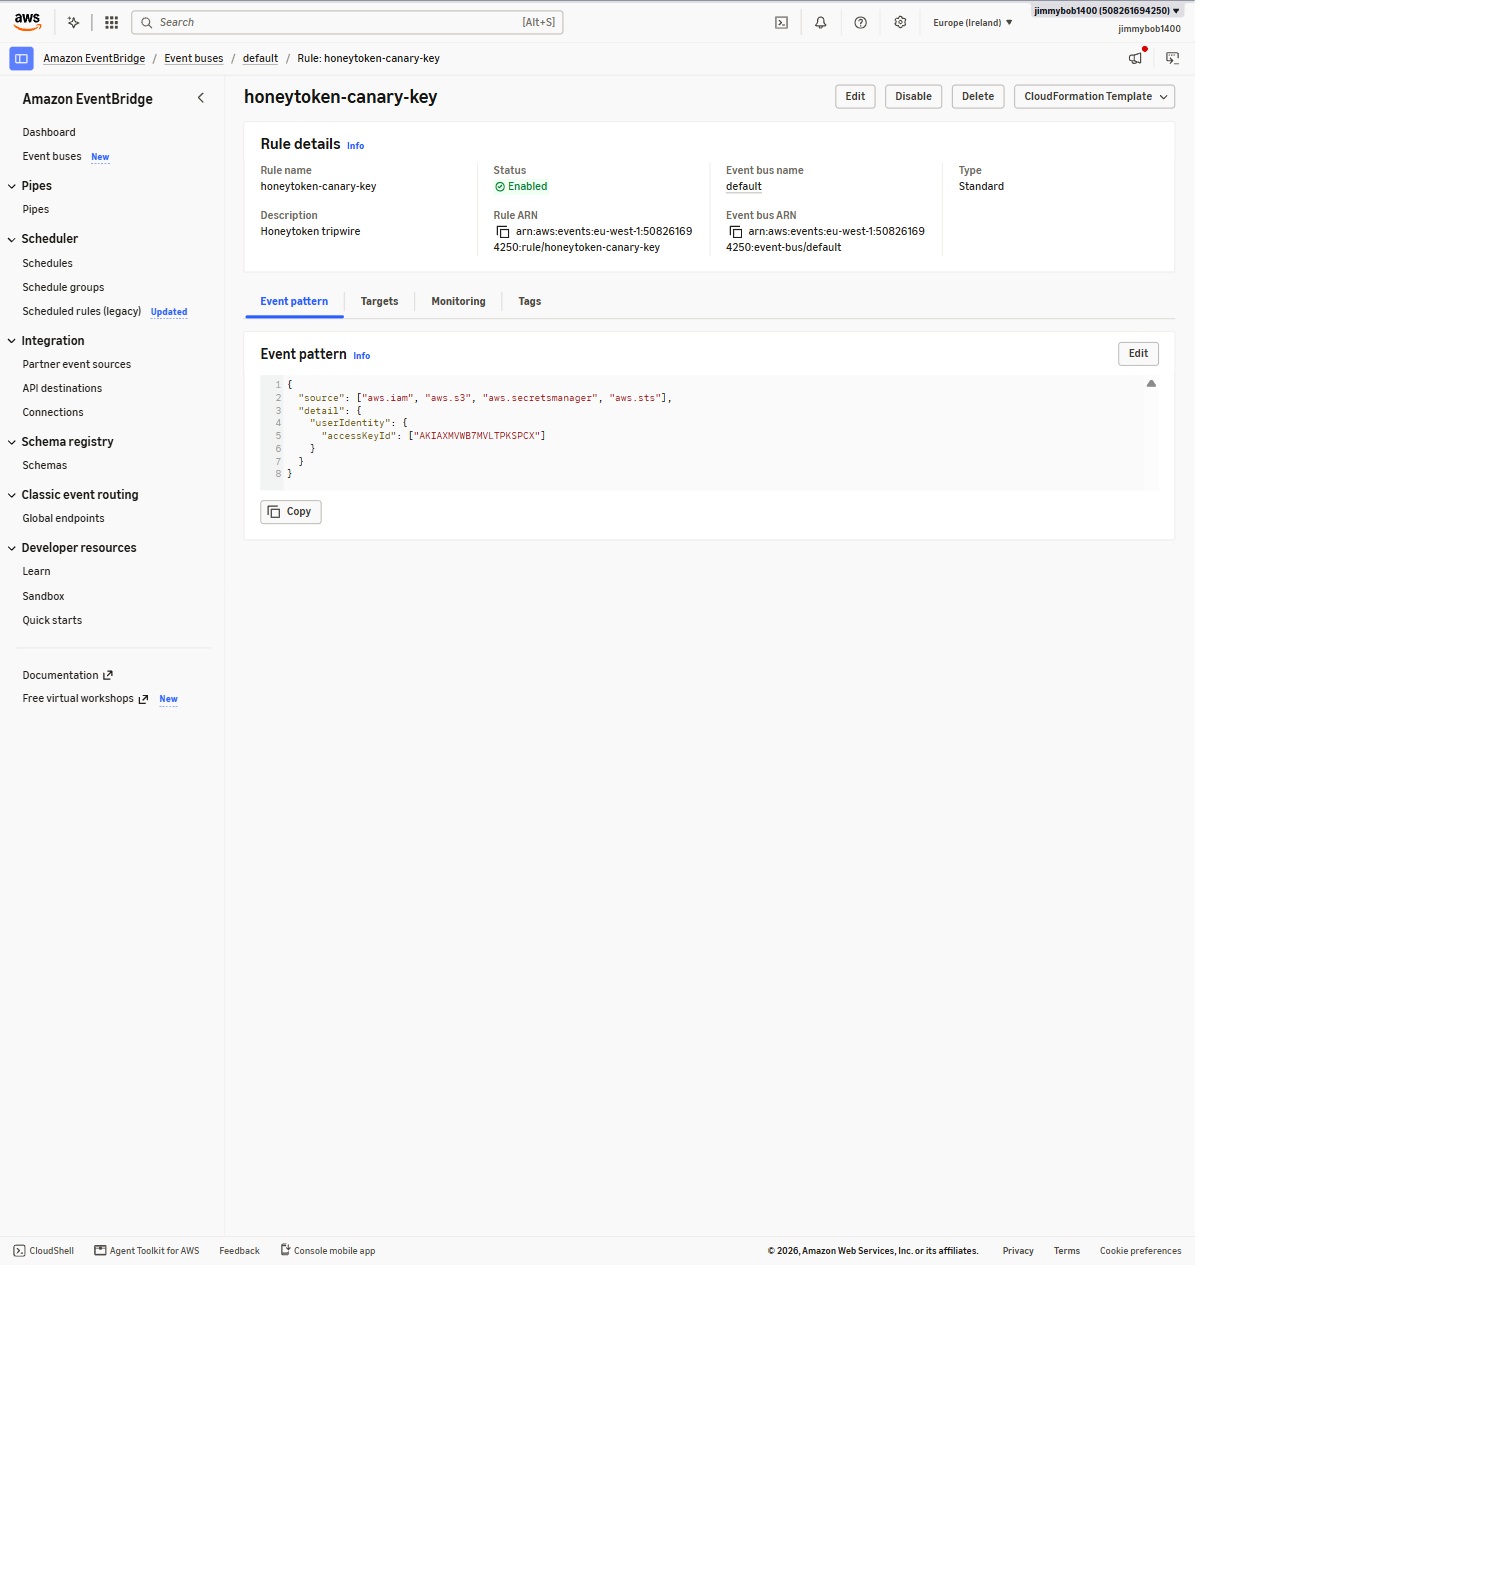 aws
Search [Alt+S]
Europe (Ireland)
jimmybob1400 (508261694250)
jimmybob1400
Amazon EventBridge / Event buses / default / Rule: honeytoken-canary-key
Amazon EventBridge
Dashboard
Event buses New
Pipes
Pipes
Scheduler
Schedules
Schedule groups
Scheduled rules (legacy) Updated
Integration
Partner event sources
API destinations
Connections
Schema registry
Schemas
Classic event routing
Global endpoints
Developer resources
Learn
Sandbox
Quick starts
Documentation
Free virtual workshops New
honeytoken-canary-key
Edit Disable Delete CloudFormation Template
Rule details Info
Rule name
honeytoken-canary-key
Description
Honeytoken tripwire
Status
Enabled
Rule ARN
arn:aws:events:eu-west-1:50826169
4250:rule/honeytoken-canary-key
Event bus name
default
Event bus ARN
arn:aws:events:eu-west-1:50826169
4250:event-bus/default
Type
Standard
Event pattern Targets Monitoring Tags
Event pattern Info
Edit
1 {
2 "source": ["aws.iam", "aws.s3", "aws.secretsmanager", "aws.sts"],
3 "detail": {
4 "userIdentity": {
5 "accessKeyId": ["AKIAXMVWB7MVLTPKSPCX"]
6 }
7 }
8 }
Copy
CloudShell Agent Toolkit for AWS Feedback Console mobile app
© 2026, Amazon Web Services, Inc. or its affiliates. Privacy Terms Cookie preferences